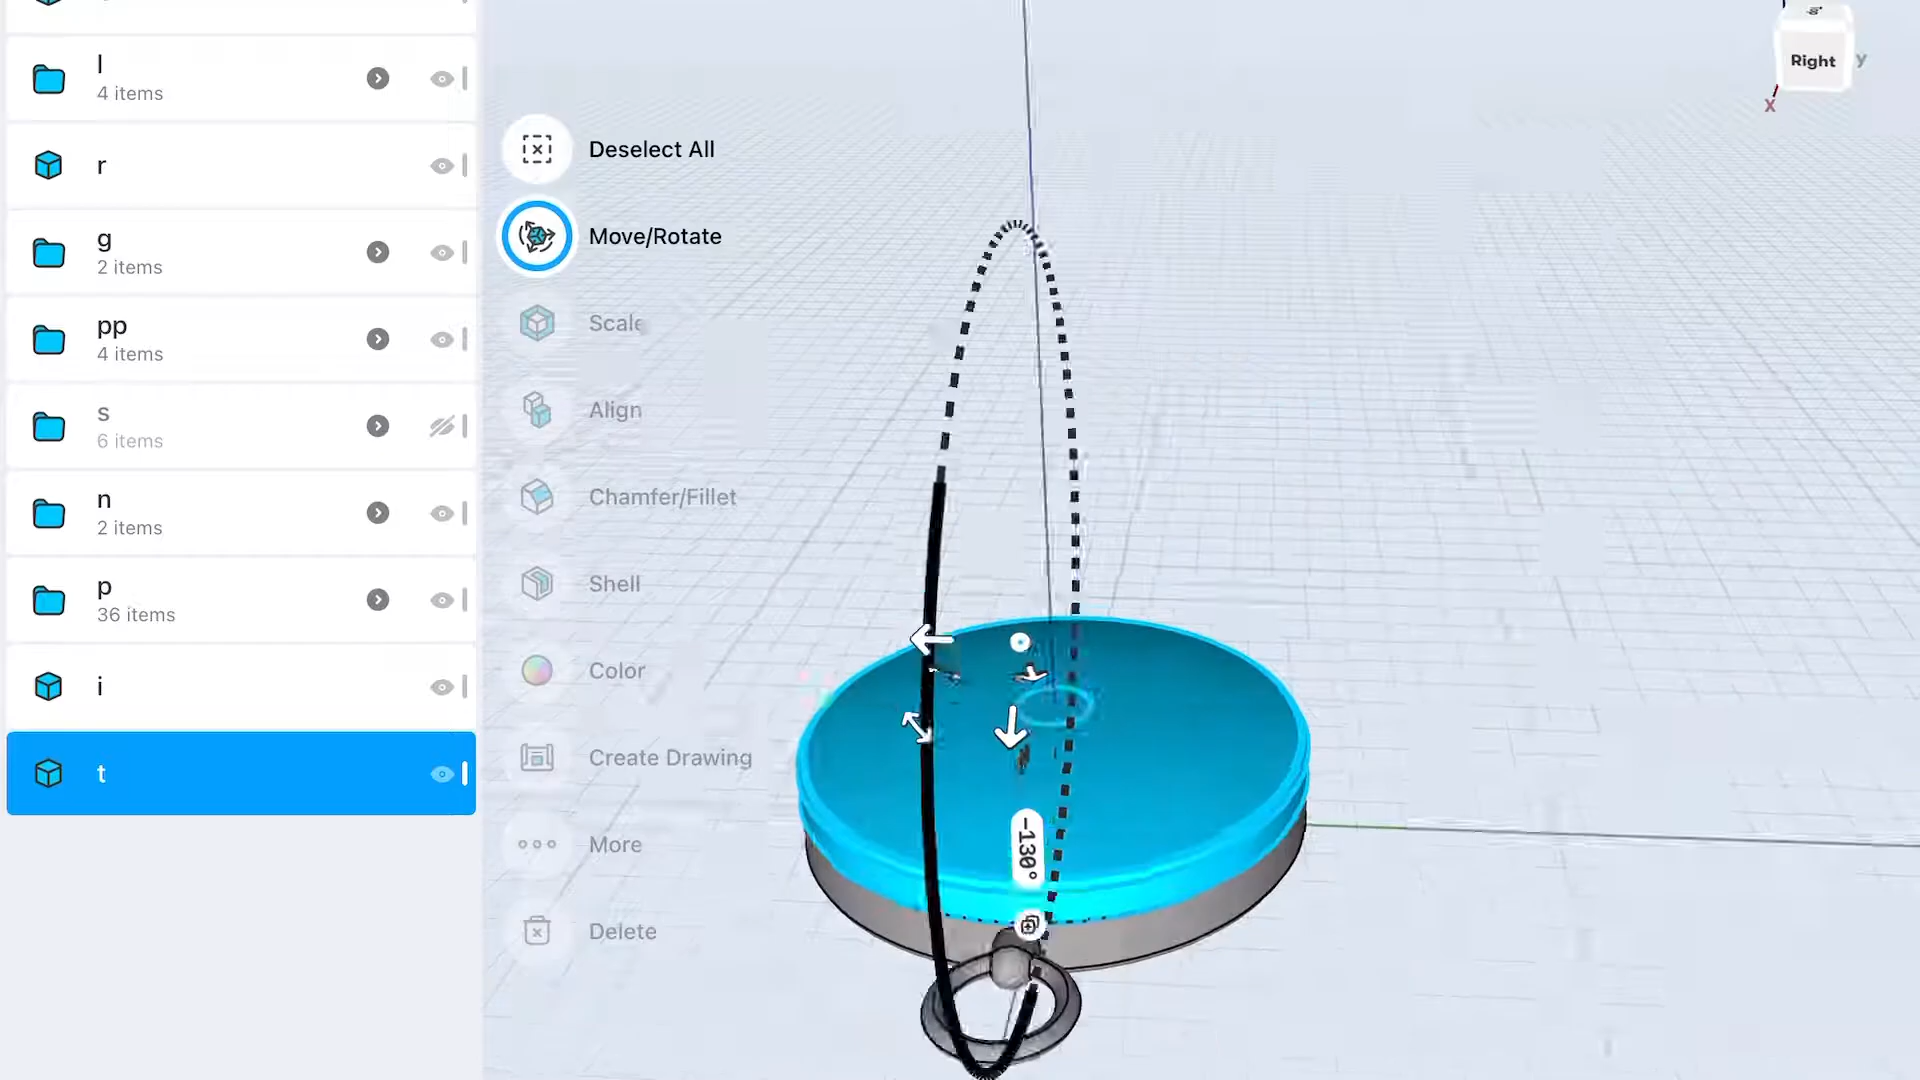 l
4 items
r
g
2 items
pp
4 items
s
6 items
n
2 items
p
36 items
i
t
Deselect All
Move/Rotate
Scale
Align
Chamfer/Fillet
Shell
Color
Create Drawing
More
Delete
-130°
Right
y
X